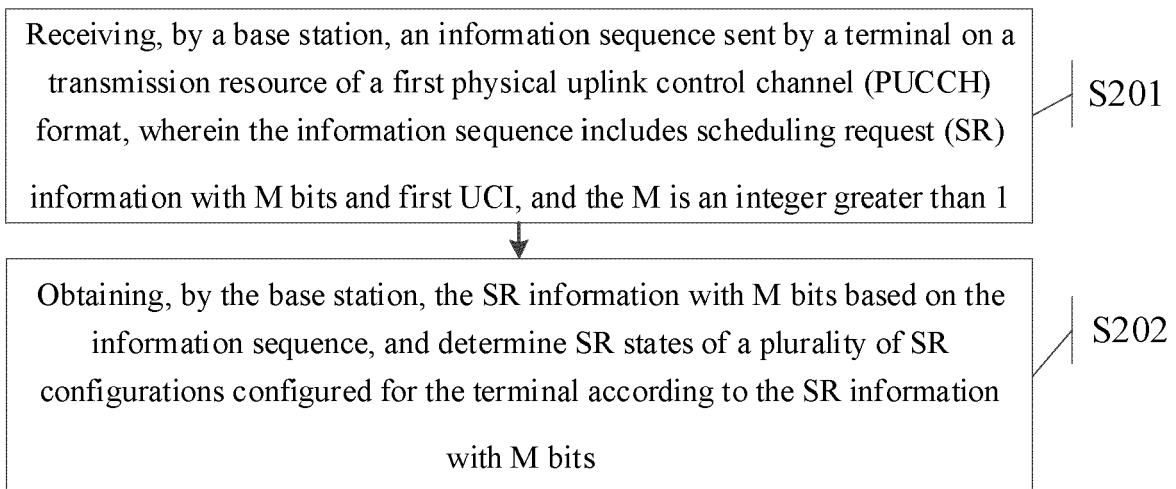 Receiving, by a base station, an information sequence sent by a terminal on a
transmission resource of a first physical uplink control channel (PUCCH)
format, wherein the information sequence includes scheduling request (SR)
information with M bits and first UCI, and the M is an integer greater than 1
S201
Obtaining, by the base station, the SR information with M bits based on the
information sequence, and determine SR states of a plurality of SR
configurations configured for the terminal according to the SR information
with M bits
S202